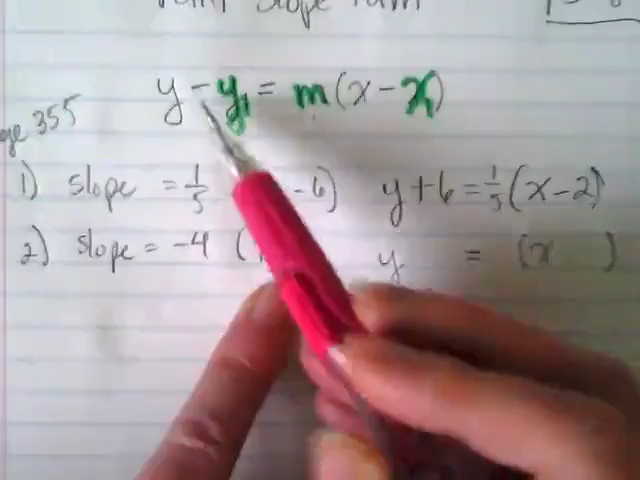 Slope Form
y - y₁ = m(x - x₁)
355
1) slope = 1/5 -6) y+6 = 1/5(x-2)
2) slope = -4 ( y = (x )